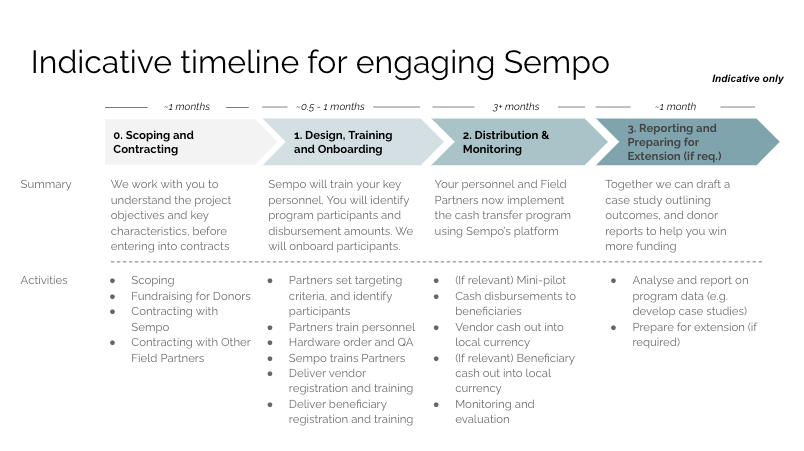 Indicative timeline for engaging Sempo
Indicative only
~1 months
~0.5 - 1 months
3+ months
~1 month
0. Scoping and
Contracting
1. Design, Training
and Onboarding
2. Distribution &
Monitoring
3. Reporting and
Preparing for
Extension (if req.)
Summary
We work with you to
understand the project
objectives and key
characteristics, before
entering into contracts
Sempo will train your key
personnel. You will identify
program participants and
disbursement amounts. We
will onboard participants.
Your personnel and Field
Partners now implement
the cash transfer program
using Sempo's platform
Together we can draft a
case study outlining
outcomes, and donor
reports to help you win
more funding
Activities
● Scoping
● Fundraising for Donors
● Contracting with
Sempo
● Contracting with Other
Field Partners
● Partners set targeting
criteria, and identify
participants
● Partners train personnel
● Hardware order and QA
● Sempo trains Partners
● Deliver vendor
registration and training
● Deliver beneficiary
registration and training
● (If relevant) Mini-pilot
● Cash disbursements to
beneficiaries
● Vendor cash out into
local currency
● (If relevant) Beneficiary
cash out into local
currency
● Monitoring and
evaluation
● Analyse and report on
program data (e.g.
develop case studies)
● Prepare for extension (if
required)